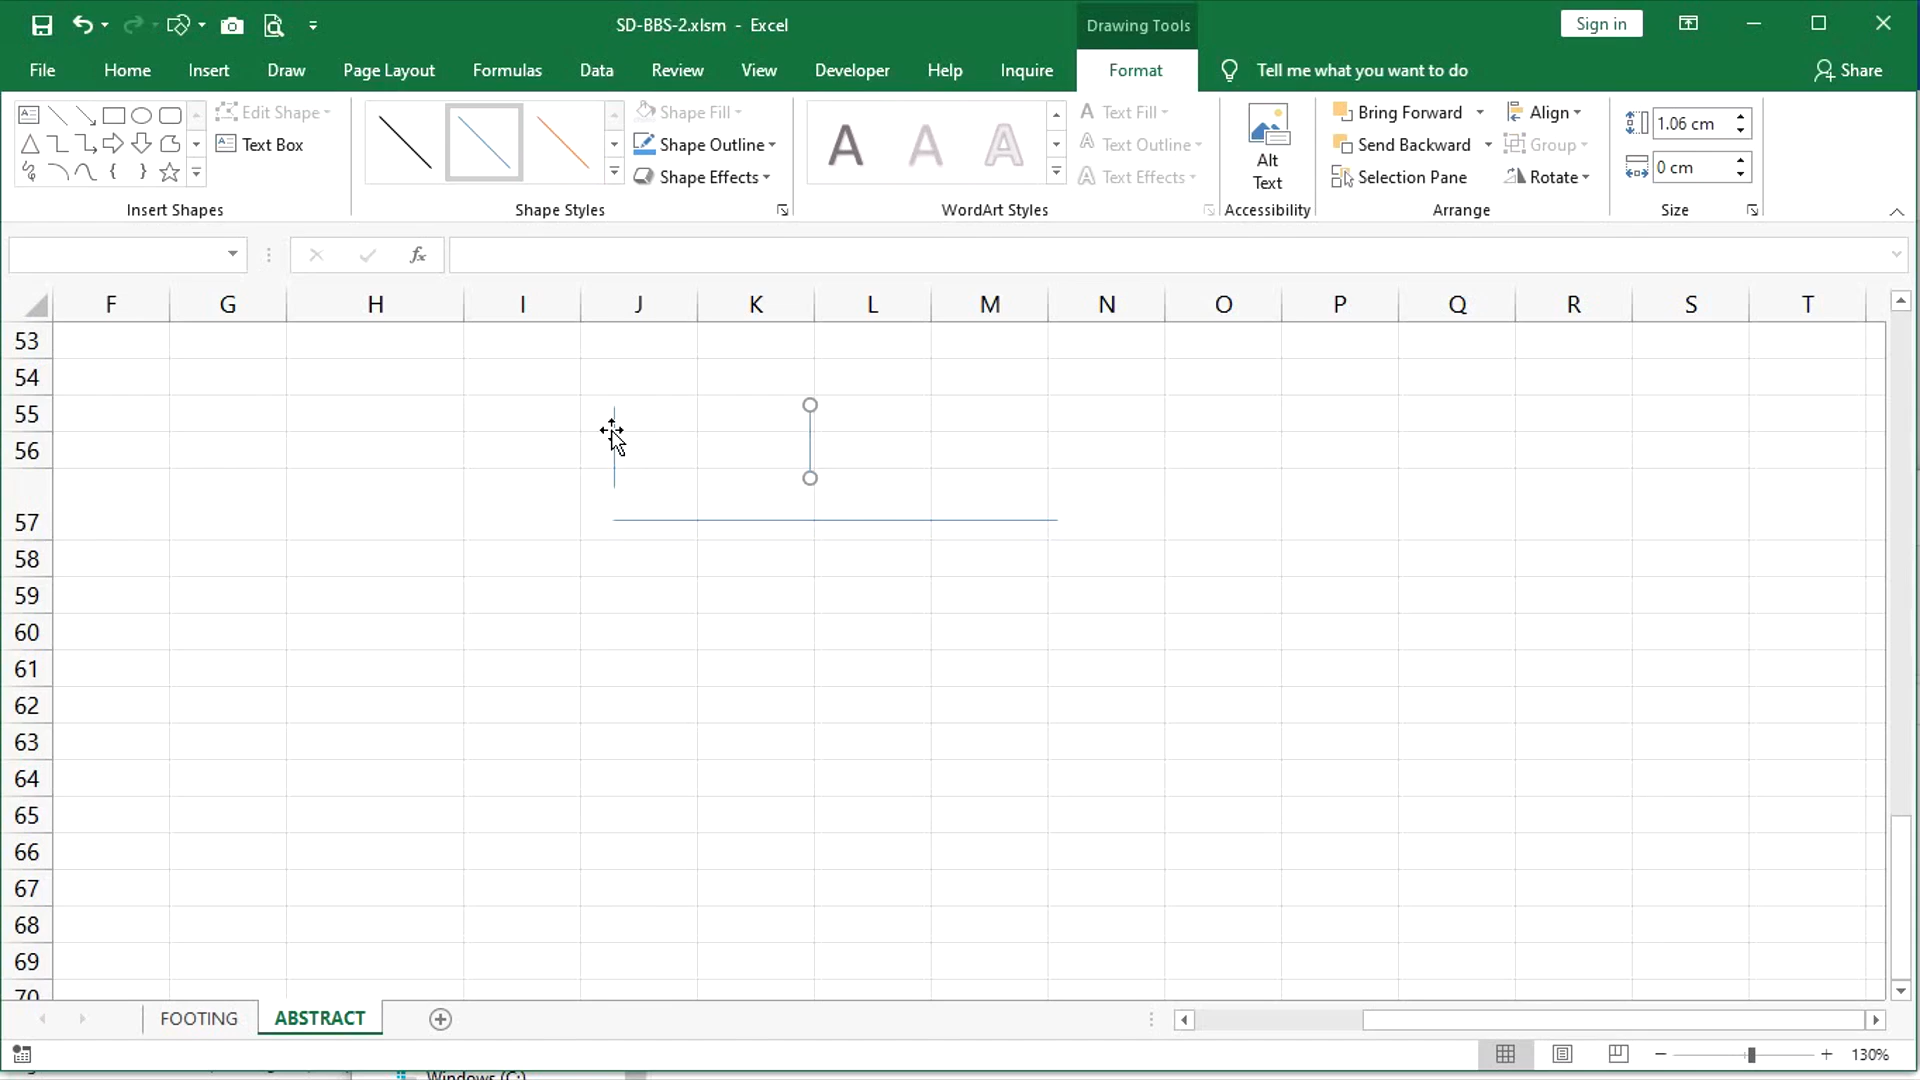 SD-BBS-2.xlsm - Excel
Drawing Tools
Sign in
File Home Insert Draw Page Layout Formulas Data Review View Developer Help Inquire Format Tell me what you want to do Share
Edit Shape
Text Box
Insert Shapes
Shape Fill
Shape Outline
Shape Effects
Shape Styles
A A A
WordArt Styles
A Text Fill
A Text Outline
A Text Effects
Alt
Text
Accessibility
Bring Forward
Send Backward
Selection Pane
Align
Group
Rotate
Arrange
1.06 cm
0 cm
Size
fx
F G H I J K L M N O P Q R S T
53
54
55
56
57
58
59
60
61
62
63
64
65
66
67
68
69
70
FOOTING ABSTRACT
130%
Windows (C:)